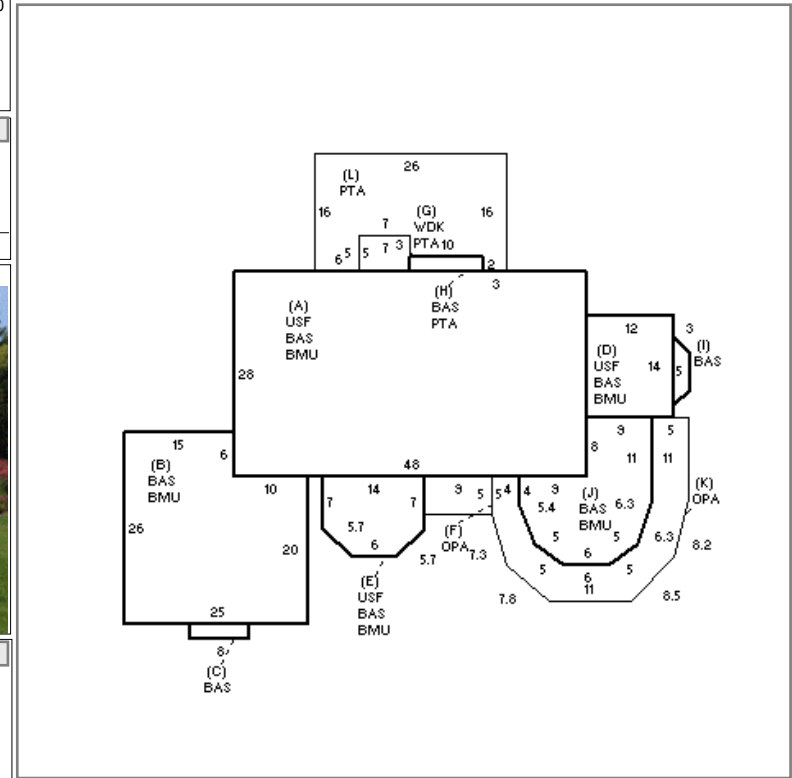 26
(L)
PTA
16
16
(G)
WDK
PTA
7
7
3
10
6
5
5
2
3
(H)
BAS
PTA
(A)
USF
BAS
BMU
28
12
3
(I)
BAS
(D)
USF
BAS
BMU
14
5
15
6
(B)
BAS
BMU
48
10
26
20
25
8
(C)
BAS
14
7
7
5.7
6
5.7
(E)
USF
BAS
BMU
9
5
5
4
4
9
(F)
OPA
7.3
8
9
5
11
11
5.4
(J)
BAS
BMU
6.3
6.3
(K)
OPA
5
5
6
5
5
6
11
8.2
7.8
8.5